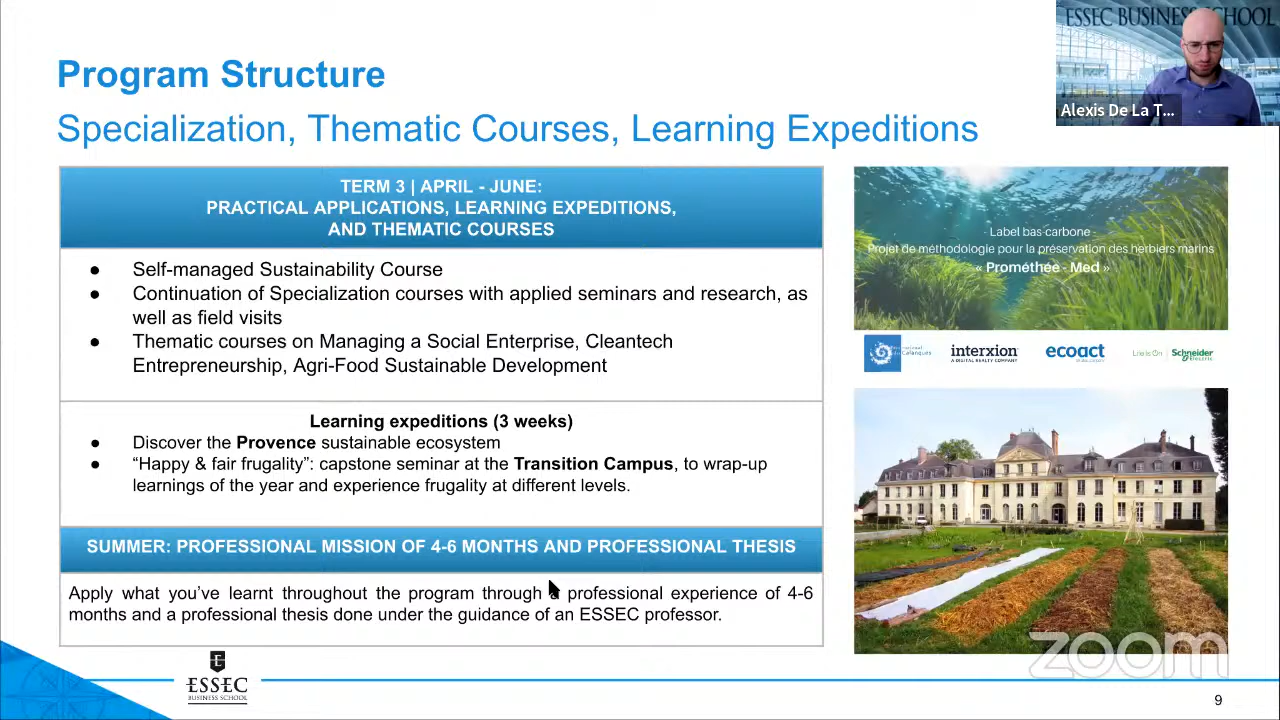 ESSEC BUSINESS SCHOOL
Alexis De La T...
Program Structure
Specialization, Thematic Courses, Learning Expeditions
TERM 3 | APRIL - JUNE:
PRACTICAL APPLICATIONS, LEARNING EXPEDITIONS,
AND THEMATIC COURSES
● Self-managed Sustainability Course
● Continuation of Specialization courses with applied seminars and research, as
well as field visits
● Thematic courses on Managing a Social Enterprise, Cleantech
Entrepreneurship, Agri-Food Sustainable Development
Learning expeditions (3 weeks)
● Discover the Provence sustainable ecosystem
● “Happy & fair frugality”: capstone seminar at the Transition Campus, to wrap-up
learnings of the year and experience frugality at different levels.
SUMMER: PROFESSIONAL MISSION OF 4-6 MONTHS AND PROFESSIONAL THESIS
Apply what you’ve learnt throughout the program through a professional experience of 4-6
months and a professional thesis done under the guidance of an ESSEC professor.
- Label bas carbone -
Projet de méthodologie pour la préservation des herbiers marins
« Prométhée - Med »
interxion
A DIGITAL REALTY COMPANY
ecoact
Life Is On | Schneider
Electric
zoom
ESSEC
BUSINESS SCHOOL
9